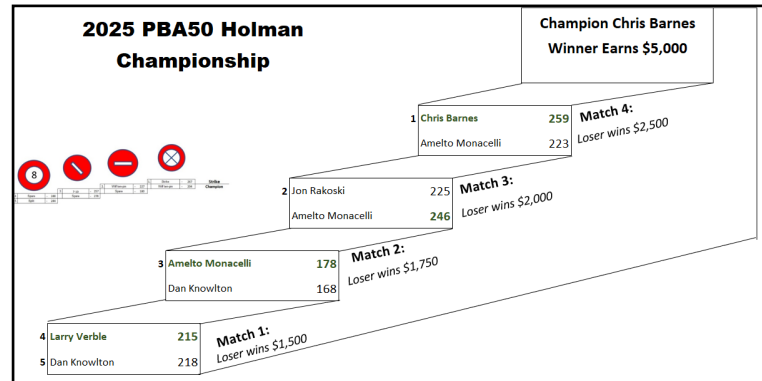 2025 PBA50 Holman
Championship
Champion Chris Barnes
Winner Earns $5,000
1 Chris Barnes 259
Amelto Monacelli 223
Match 4:
Loser wins $2,500
2 Jon Rakoski 225
Amelto Monacelli 246
Match 3:
Loser wins $2,000
3 Amelto Monacelli 178
Dan Knowlton 168
Match 2:
Loser wins $1,750
4 Larry Verble 215
5 Dan Knowlton 218
Match 1:
Loser wins $1,500
8
Strike
Champion